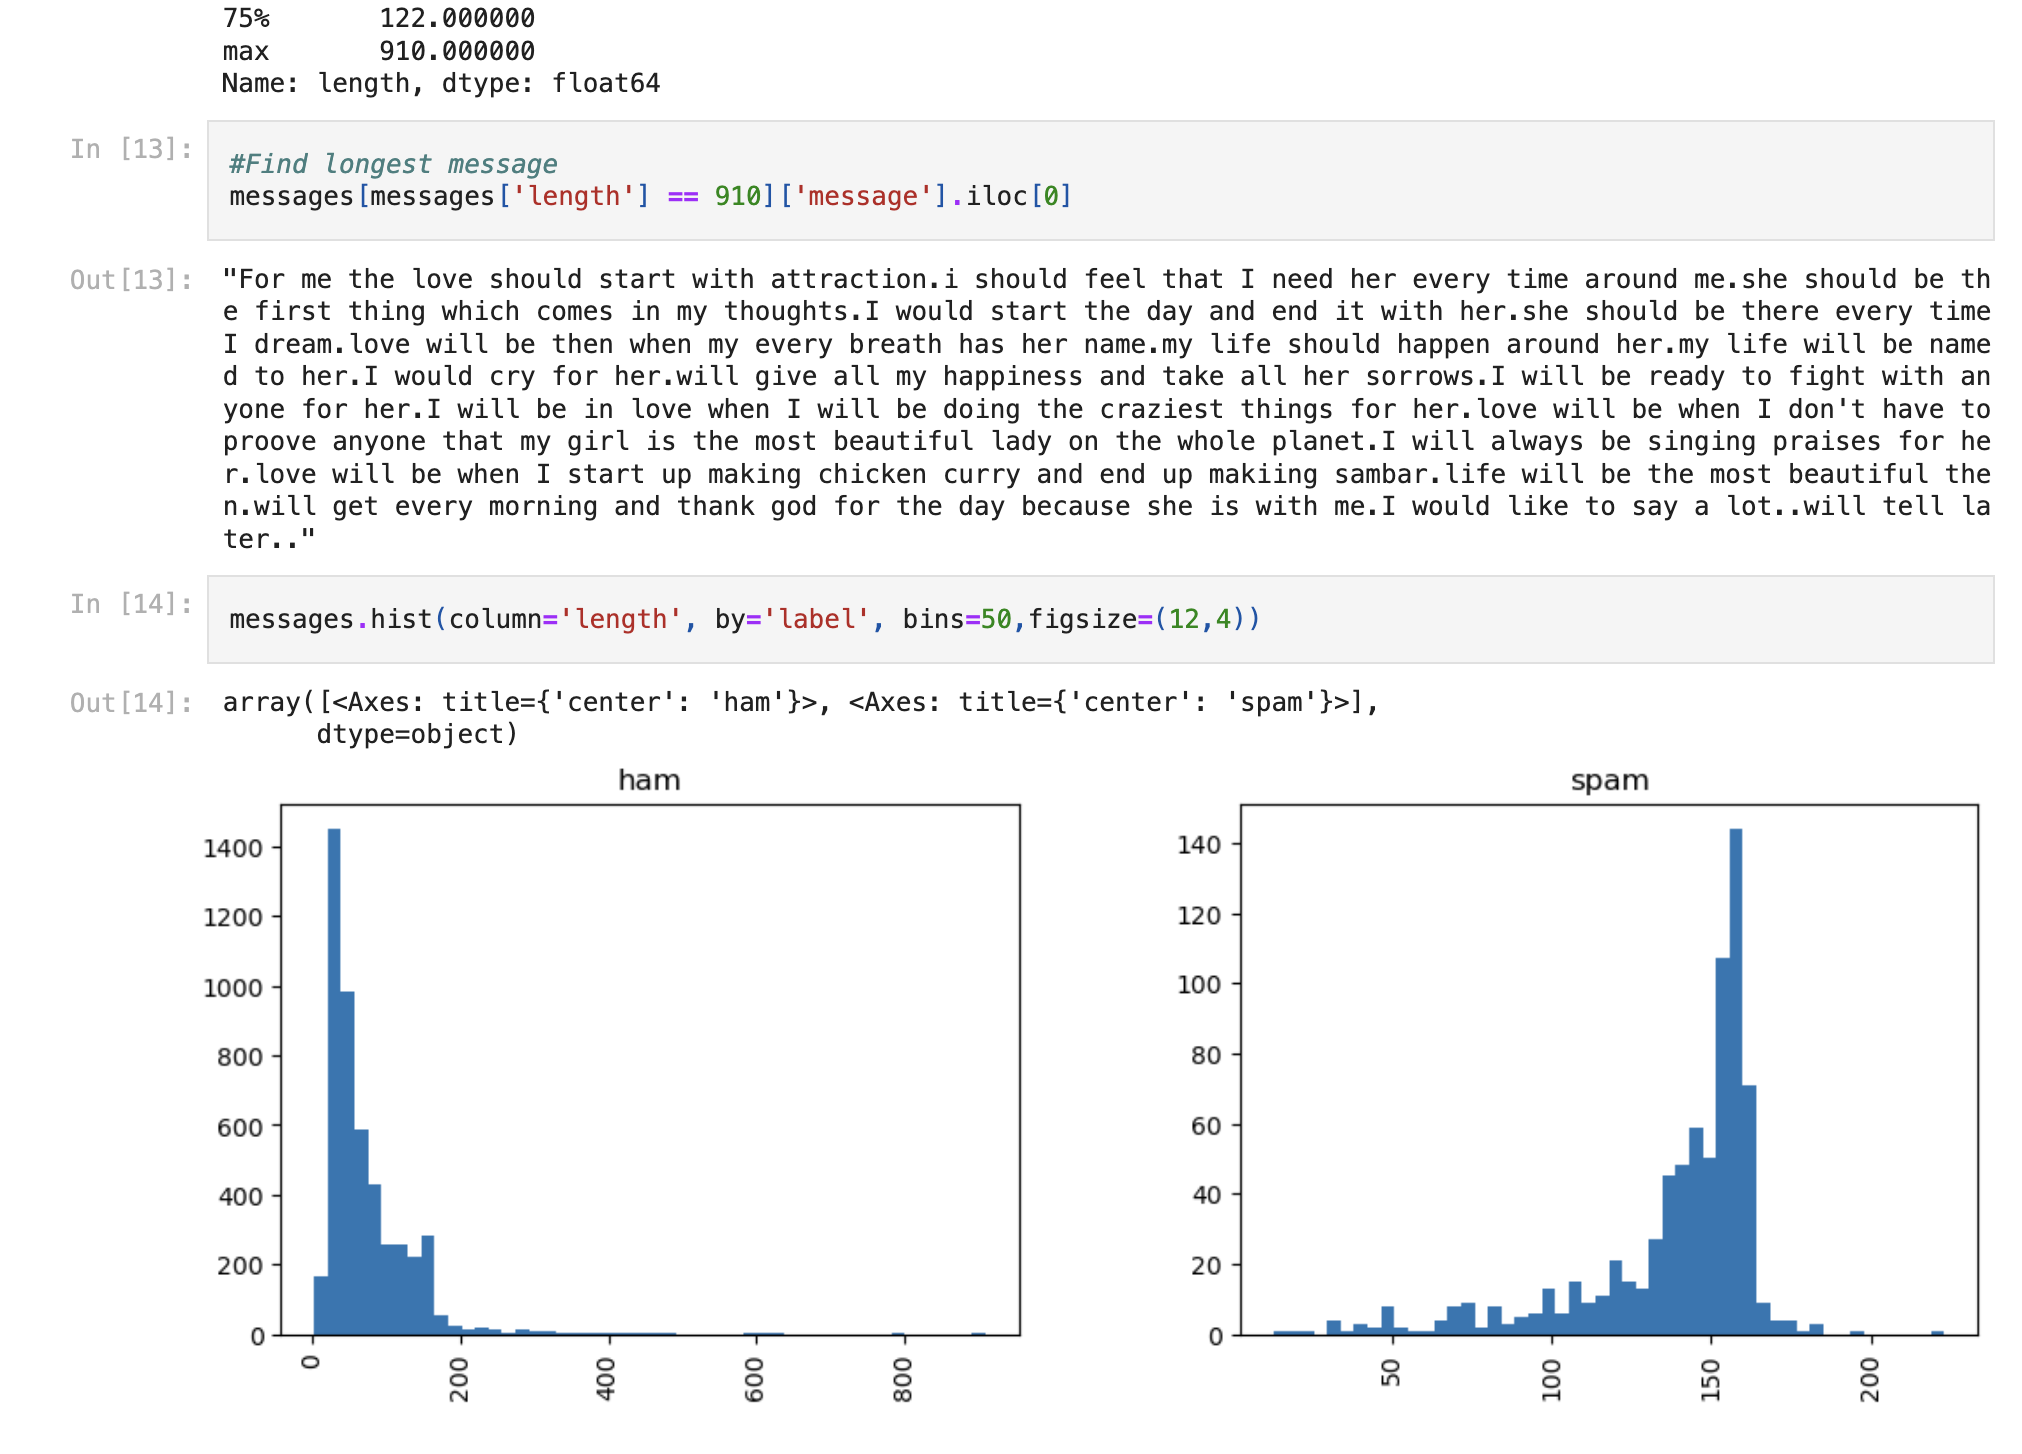 75%       122.000000
max       910.000000
Name: length, dtype: float64
In [13]:
#Find longest message
messages[messages['length'] == 910]['message'].iloc[0]
Out[13]:
"For me the love should start with attraction.i should feel that I need her every time around me.she should be th
e first thing which comes in my thoughts.I would start the day and end it with her.she should be there every time
I dream.love will be then when my every breath has her name.my life should happen around her.my life will be name
d to her.I would cry for her.will give all my happiness and take all her sorrows.I will be ready to fight with an
yone for her.I will be in love when I will be doing the craziest things for her.love will be when I don't have to
proove anyone that my girl is the most beautiful lady on the whole planet.I will always be singing praises for he
r.love will be when I start up making chicken curry and end up makiing sambar.life will be the most beautiful the
n.will get every morning and thank god for the day because she is with me.I would like to say a lot..will tell la
ter.."
In [14]:
messages.hist(column='length', by='label', bins=50,figsize=(12,4))
Out[14]:
array([<Axes: title={'center': 'ham'}>, <Axes: title={'center': 'spam'}>],
      dtype=object)
ham
1400
1200
1000
800
600
400
200
0
0
200
400
600
800
spam
140
120
100
80
60
40
20
0
50
100
150
200